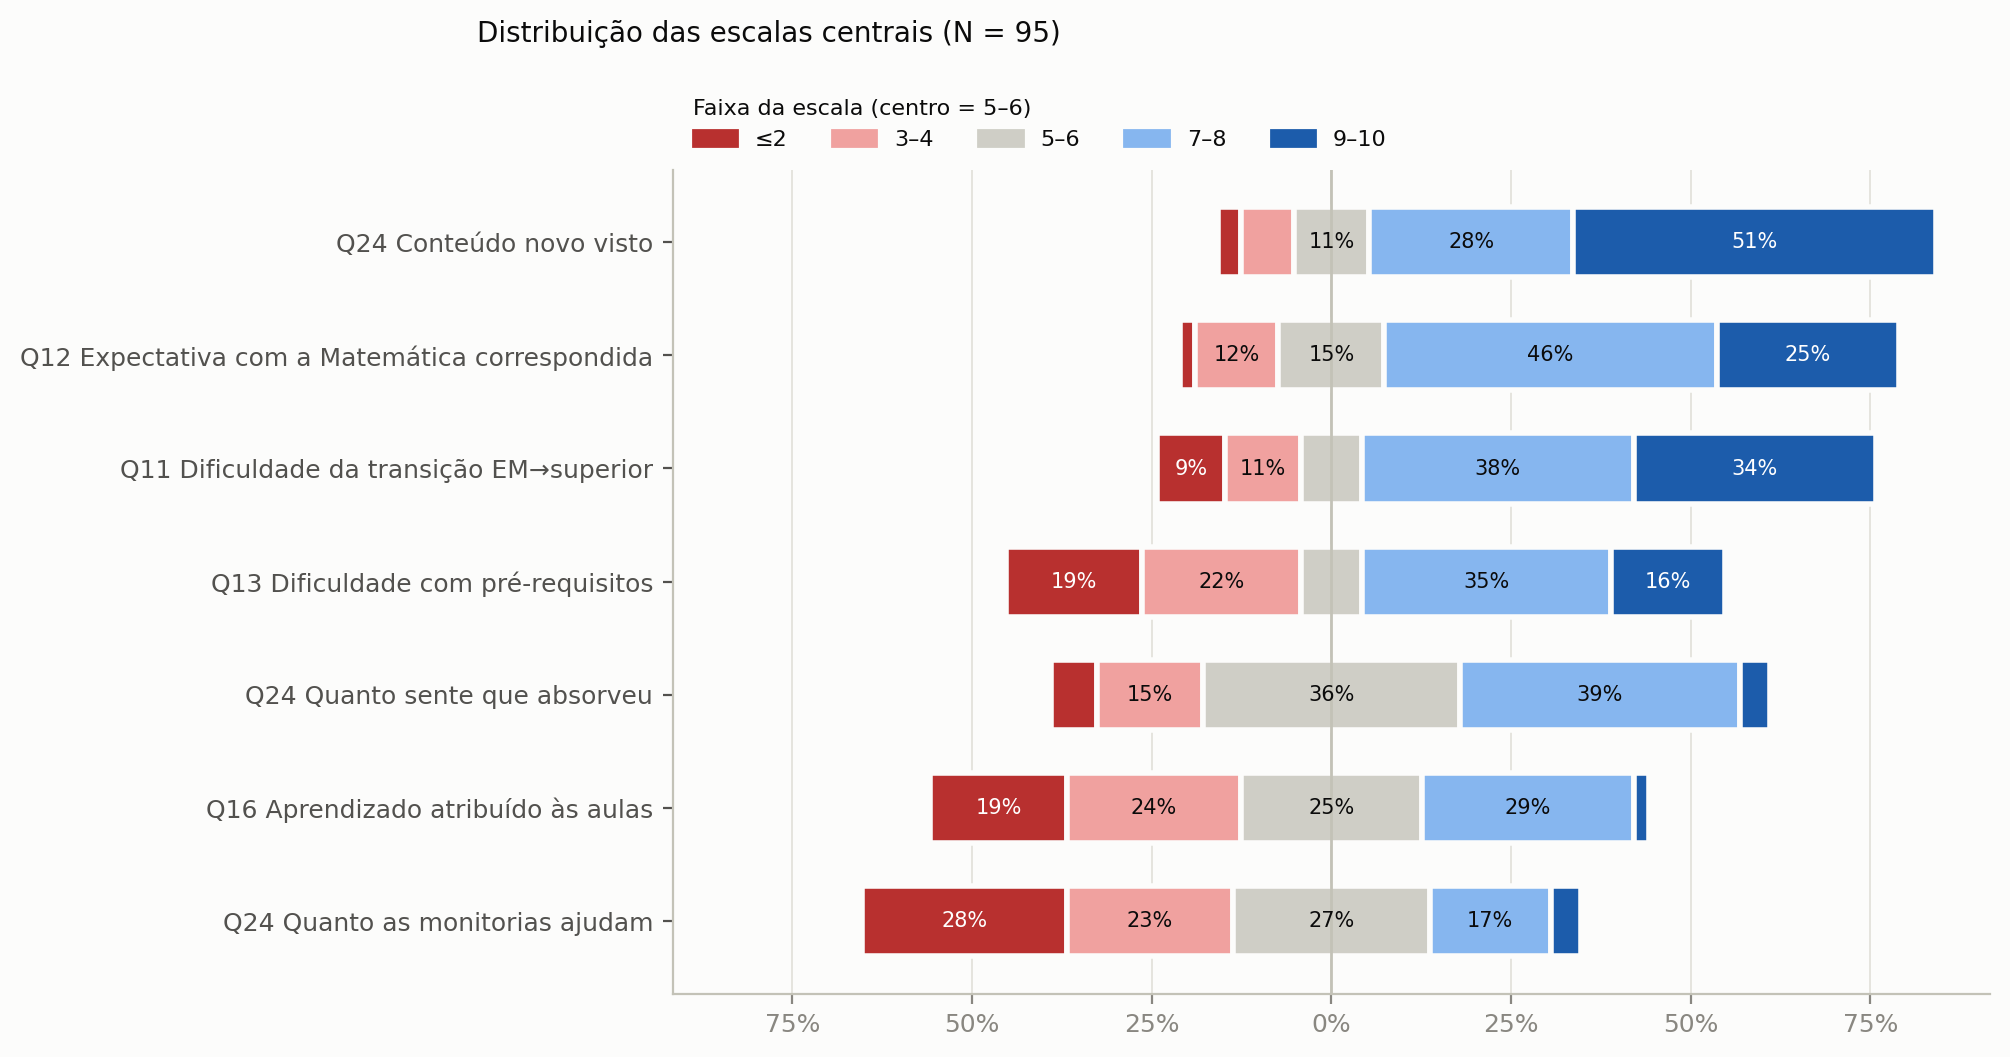 Distribuição das escalas centrais (N = 95)
Faixa da escala (centro = 5–6)
≤2 3–4 5–6 7–8 9–10
Q24 Conteúdo novo visto 11% 28% 51%
Q12 Expectativa com a Matemática correspondida 12% 15% 46% 25%
Q11 Dificuldade da transição EM→superior 9% 11% 38% 34%
Q13 Dificuldade com pré-requisitos 19% 22% 35% 16%
Q24 Quanto sente que absorveu 15% 36% 39%
Q16 Aprendizado atribuído às aulas 19% 24% 25% 29%
Q24 Quanto as monitorias ajudam 28% 23% 27% 17%
75% 50% 25% 0% 25% 50% 75%